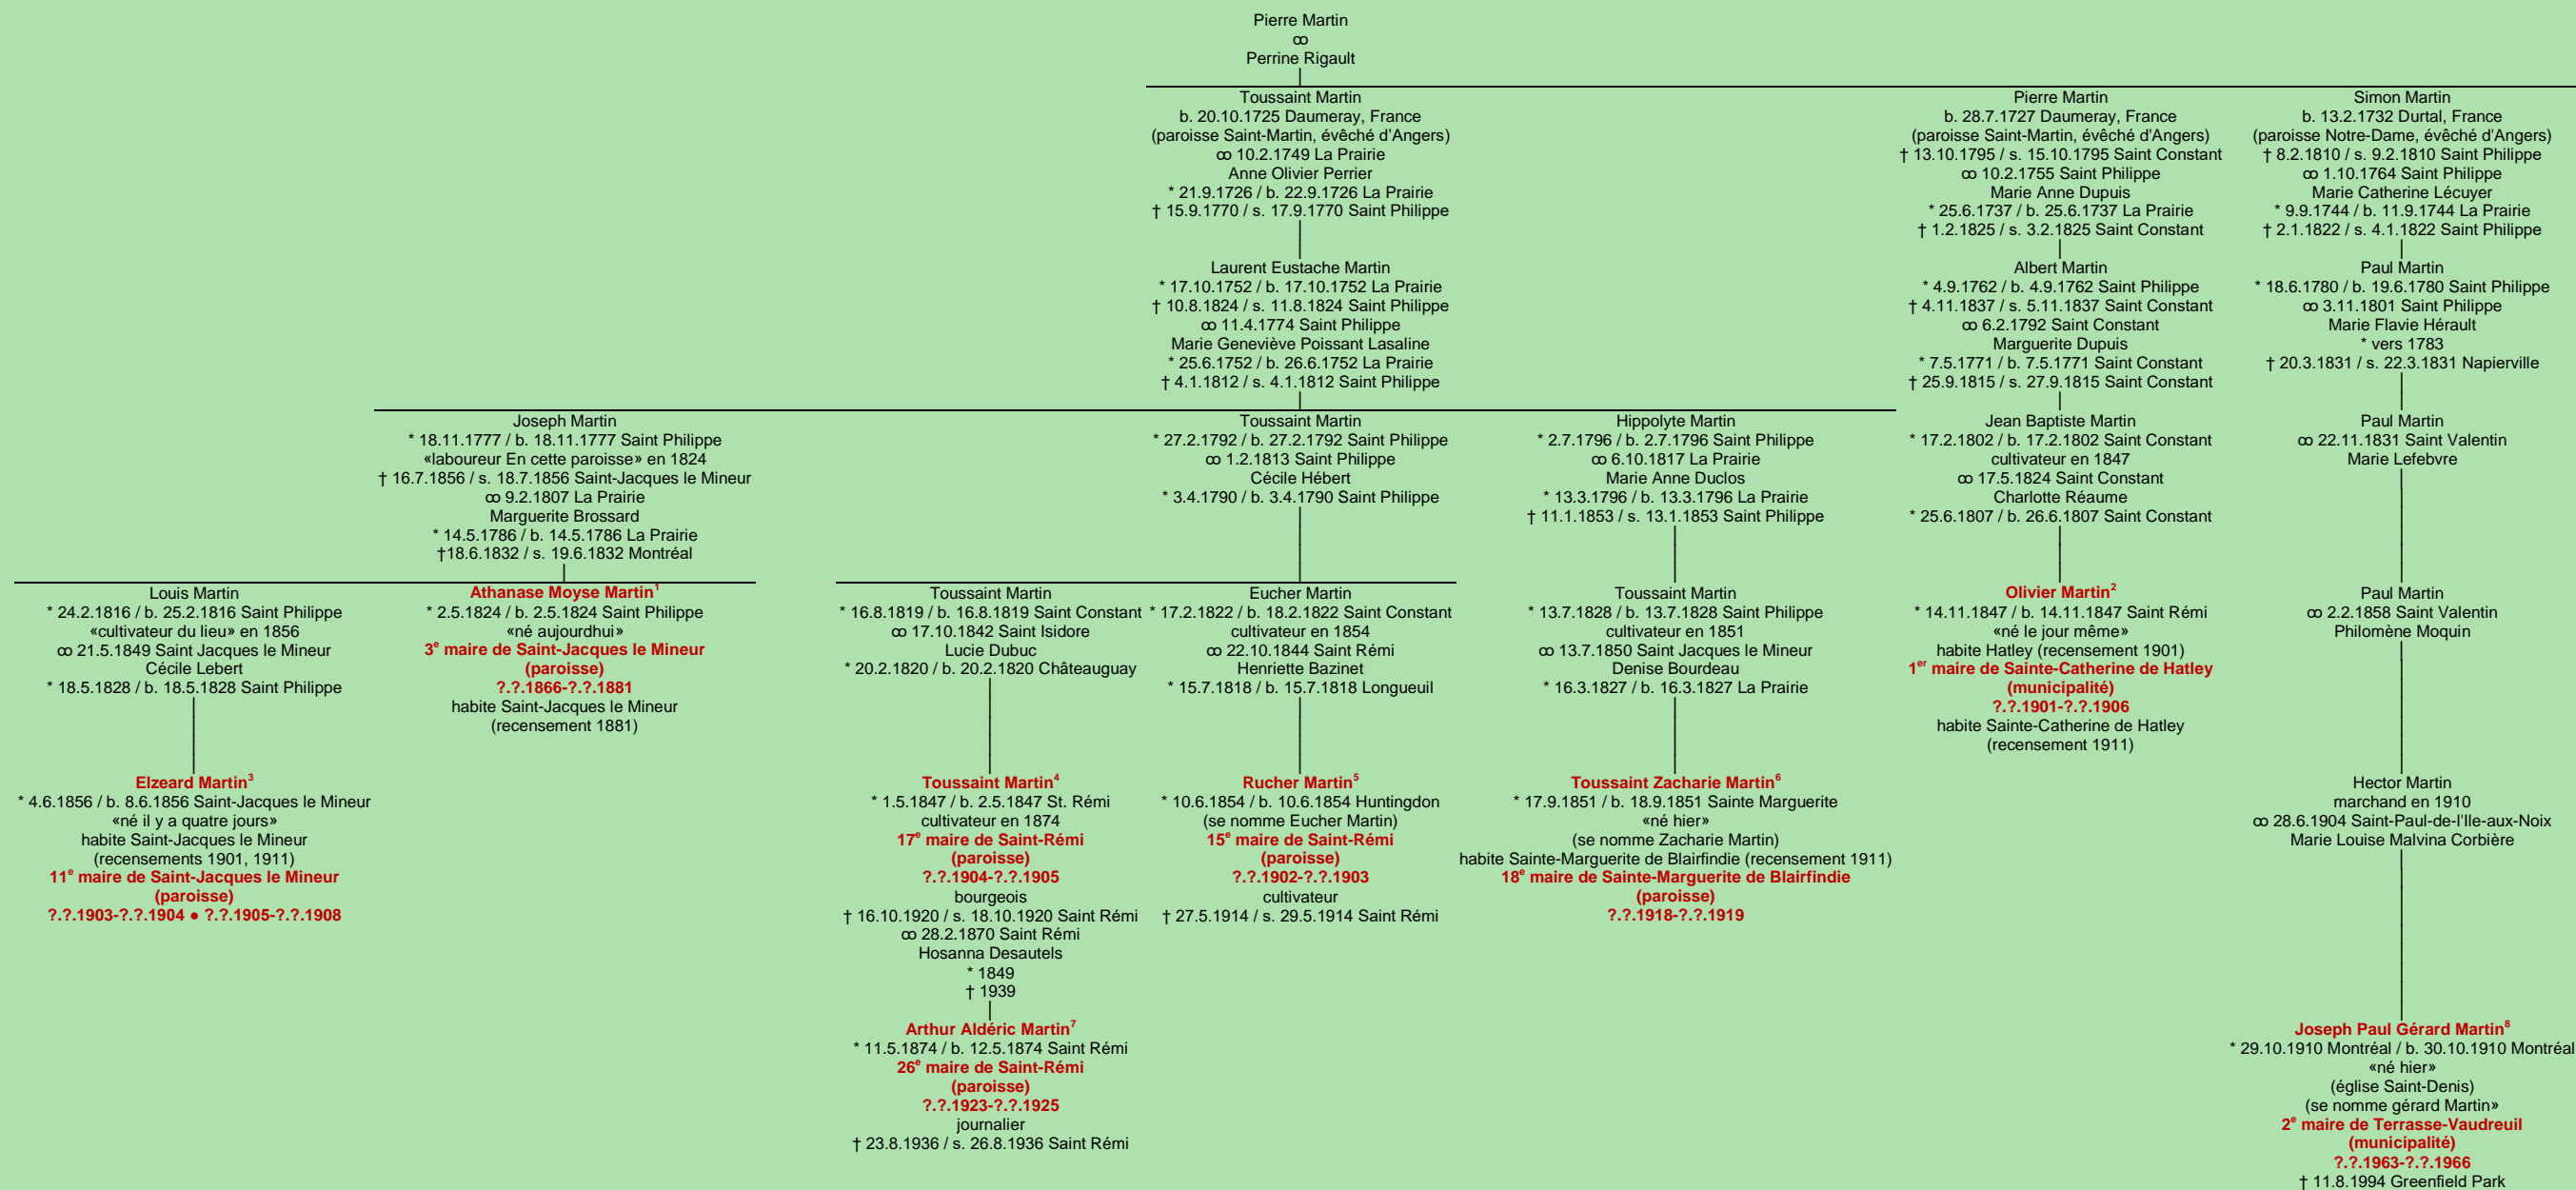 Pierre Martin
ꝏ
Perrine Rigault
Toussaint Martin
b. 20.10.1725 Daumeray, France
(paroisse Saint-Martin, évêché d'Angers)
ꝏ 10.2.1749 La Prairie
Anne Olivier Perrier
* 21.9.1726 / b. 22.9.1726 La Prairie
† 15.9.1770 / s. 17.9.1770 Saint Philippe
Pierre Martin
b. 28.7.1727 Daumeray, France
(paroisse Saint-Martin, évêché d'Angers)
† 13.10.1795 / s. 15.10.1795 Saint Constant
ꝏ 10.2.1755 Saint Philippe
Marie Anne Dupuis
* 25.6.1737 / b. 25.6.1737 La Prairie
† 1.2.1825 / s. 3.2.1825 Saint Constant
Simon Martin
b. 13.2.1732 Durtal, France
(paroisse Notre-Dame, évêché d'Angers)
† 8.2.1810 / s. 9.2.1810 Saint Philippe
ꝏ 1.10.1764 Saint Philippe
Marie Catherine Lécuyer
* 9.9.1744 / b. 11.9.1744 La Prairie
† 2.1.1822 / s. 4.1.1822 Saint Philippe
Laurent Eustache Martin
* 17.10.1752 / b. 17.10.1752 La Prairie
† 10.8.1824 / s. 11.8.1824 Saint Philippe
ꝏ 11.4.1774 Saint Philippe
Marie Geneviève Poissant Lasaline
* 25.6.1752 / b. 26.6.1752 La Prairie
† 4.1.1812 / s. 4.1.1812 Saint Philippe
Albert Martin
* 4.9.1762 / b. 4.9.1762 Saint Philippe
† 4.11.1837 / s. 5.11.1837 Saint Constant
ꝏ 6.2.1792 Saint Constant
Marguerite Dupuis
* 7.5.1771 / b. 7.5.1771 Saint Constant
† 25.9.1815 / s. 27.9.1815 Saint Constant
Paul Martin
* 18.6.1780 / b. 19.6.1780 Saint Philippe
ꝏ 3.11.1801 Saint Philippe
Marie Flavie Hérault
* vers 1783
† 20.3.1831 / s. 22.3.1831 Napierville
Joseph Martin
* 18.11.1777 / b. 18.11.1777 Saint Philippe
«laboureur En cette paroisse» en 1824
† 16.7.1856 / s. 18.7.1856 Saint-Jacques le Mineur
ꝏ 9.2.1807 La Prairie
Marguerite Brossard
* 14.5.1786 / b. 14.5.1786 La Prairie
†18.6.1832 / s. 19.6.1832 Montréal
Toussaint Martin
* 27.2.1792 / b. 27.2.1792 Saint Philippe
ꝏ 1.2.1813 Saint Philippe
Cécile Hébert
* 3.4.1790 / b. 3.4.1790 Saint Philippe
Hippolyte Martin
* 2.7.1796 / b. 2.7.1796 Saint Philippe
ꝏ 6.10.1817 La Prairie
Marie Anne Duclos
* 13.3.1796 / b. 13.3.1796 La Prairie
† 11.1.1853 / s. 13.1.1853 Saint Philippe
Jean Baptiste Martin
* 17.2.1802 / b. 17.2.1802 Saint Constant
cultivateur en 1847
ꝏ 17.5.1824 Saint Constant
Charlotte Réaume
* 25.6.1807 / b. 26.6.1807 Saint Constant
Paul Martin
ꝏ 22.11.1831 Saint Valentin
Marie Lefebvre
Louis Martin
* 24.2.1816 / b. 25.2.1816 Saint Philippe
«cultivateur du lieu» en 1856
ꝏ 21.5.1849 Saint Jacques le Mineur
Cécile Lebert
* 18.5.1828 / b. 18.5.1828 Saint Philippe
Athanase Moyse Martin¹
* 2.5.1824 / b. 2.5.1824 Saint Philippe
«né aujourdhui»
3e maire de Saint-Jacques le Mineur
(paroisse)
?.?.1866-?.?.1881
habite Saint-Jacques le Mineur
(recensement 1881)
Toussaint Martin
* 16.8.1819 / b. 16.8.1819 Saint Constant
ꝏ 17.10.1842 Saint Isidore
Lucie Dubuc
* 20.2.1820 / b. 20.2.1820 Châteauguay
Eucher Martin
* 17.2.1822 / b. 18.2.1822 Saint Constant
cultivateur en 1854
ꝏ 22.10.1844 Saint Rémi
Henriette Bazinet
* 15.7.1818 / b. 15.7.1818 Longueuil
Toussaint Martin
* 13.7.1828 / b. 13.7.1828 Saint Philippe
cultivateur en 1851
ꝏ 13.7.1850 Saint Jacques le Mineur
Denise Bourdeau
* 16.3.1827 / b. 16.3.1827 La Prairie
Olivier Martin²
* 14.11.1847 / b. 14.11.1847 Saint Rémi
«né le jour même»
habite Hatley (recensement 1901)
1er maire de Sainte-Catherine de Hatley
(municipalité)
?.?.1901-?.?.1906
habite Sainte-Catherine de Hatley
(recensement 1911)
Paul Martin
ꝏ 2.2.1858 Saint Valentin
Philomène Moquin
Elzeard Martin³
* 4.6.1856 / b. 8.6.1856 Saint-Jacques le Mineur
«né il y a quatre jours»
habite Saint-Jacques le Mineur
(recensements 1901, 1911)
11e maire de Saint-Jacques le Mineur
(paroisse)
?.?.1903-?.?.1904 ● ?.?.1905-?.?.1908
Toussaint Martin⁴
* 1.5.1847 / b. 2.5.1847 St. Rémi
cultivateur en 1874
17e maire de Saint-Rémi
(paroisse)
?.?.1904-?.?.1905
bourgeois
† 16.10.1920 / s. 18.10.1920 Saint Rémi
ꝏ 28.2.1870 Saint Rémi
Hosanna Desautels
* 1849
† 1939
Rucher Martin⁵
* 10.6.1854 / b. 10.6.1854 Huntingdon
(se nomme Eucher Martin)
15e maire de Saint-Rémi
(paroisse)
?.?.1902-?.?.1903
cultivateur
† 27.5.1914 / s. 29.5.1914 Saint Rémi
Toussaint Zacharie Martin⁶
* 17.9.1851 / b. 18.9.1851 Sainte Marguerite
«né hier»
(se nomme Zacharie Martin)
habite Sainte-Marguerite de Blairfindie (recensement 1911)
18e maire de Sainte-Marguerite de Blairfindie
(paroisse)
?.?.1918-?.?.1919
Hector Martin
marchand en 1910
ꝏ 28.6.1904 Saint-Paul-de-l'Ile-aux-Noix
Marie Louise Malvina Corbière
Arthur Aldéric Martin⁷
* 11.5.1874 / b. 12.5.1874 Saint Rémi
26e maire de Saint-Rémi
(paroisse)
?.?.1923-?.?.1925
journalier
† 23.8.1936 / s. 26.8.1936 Saint Rémi
Joseph Paul Gérard Martin⁸
* 29.10.1910 Montréal / b. 30.10.1910 Montréal
«né hier»
(église Saint-Denis)
(se nomme gérard Martin»
2e maire de Terrasse-Vaudreuil
(municipalité)
?.?.1963-?.?.1966
† 11.8.1994 Greenfield Park